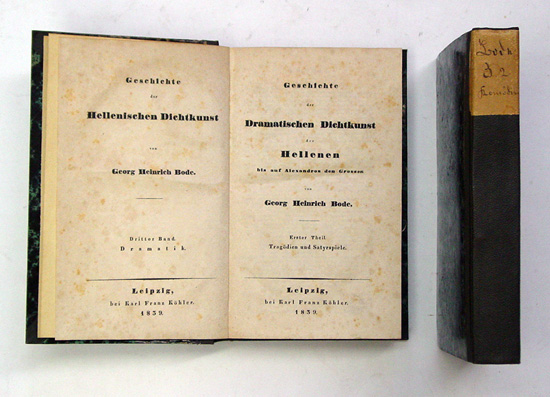 Geschichte
der
Hellenischen Dichtkunst
von
Georg Heinrich Bode.
Dritter Band.
Dramatik.
Leipzig,
bei Karl Franz Köhler.
1839.
Geschichte
der
Dramatischen Dichtkunst
der
Hellenen
bis auf Alexandros den Grossen
von
Georg Heinrich Bode.
Erster Theil.
Tragödien und Satyrspiele.
Leipzig,
bei Karl Franz Köhler.
1839.
Bode
2